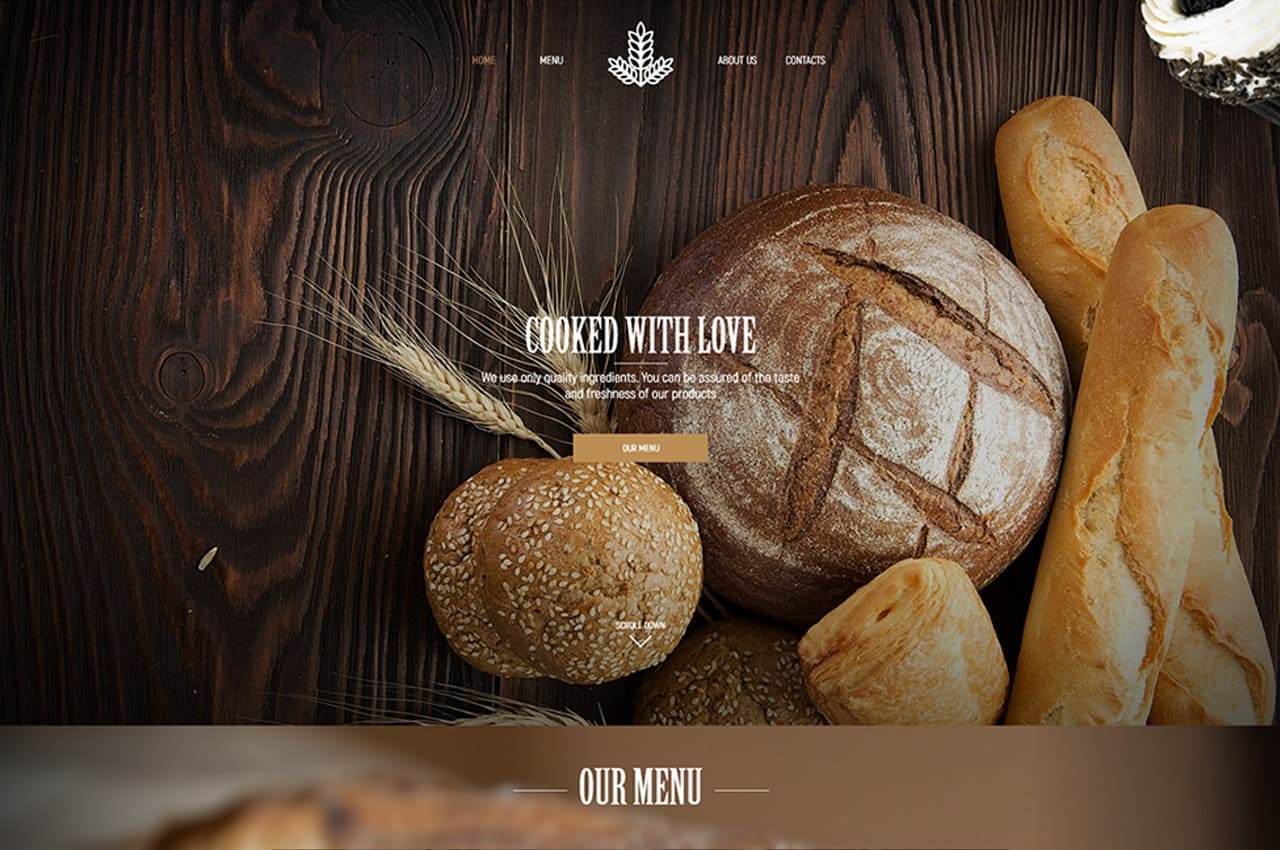 HOME MENU ABOUT US CONTACTS
COOKED WITH LOVE
We use only quality ingredients. You can be assured of the taste
and freshness of our products
OUR MENU
SCROLL DOWN
OUR MENU